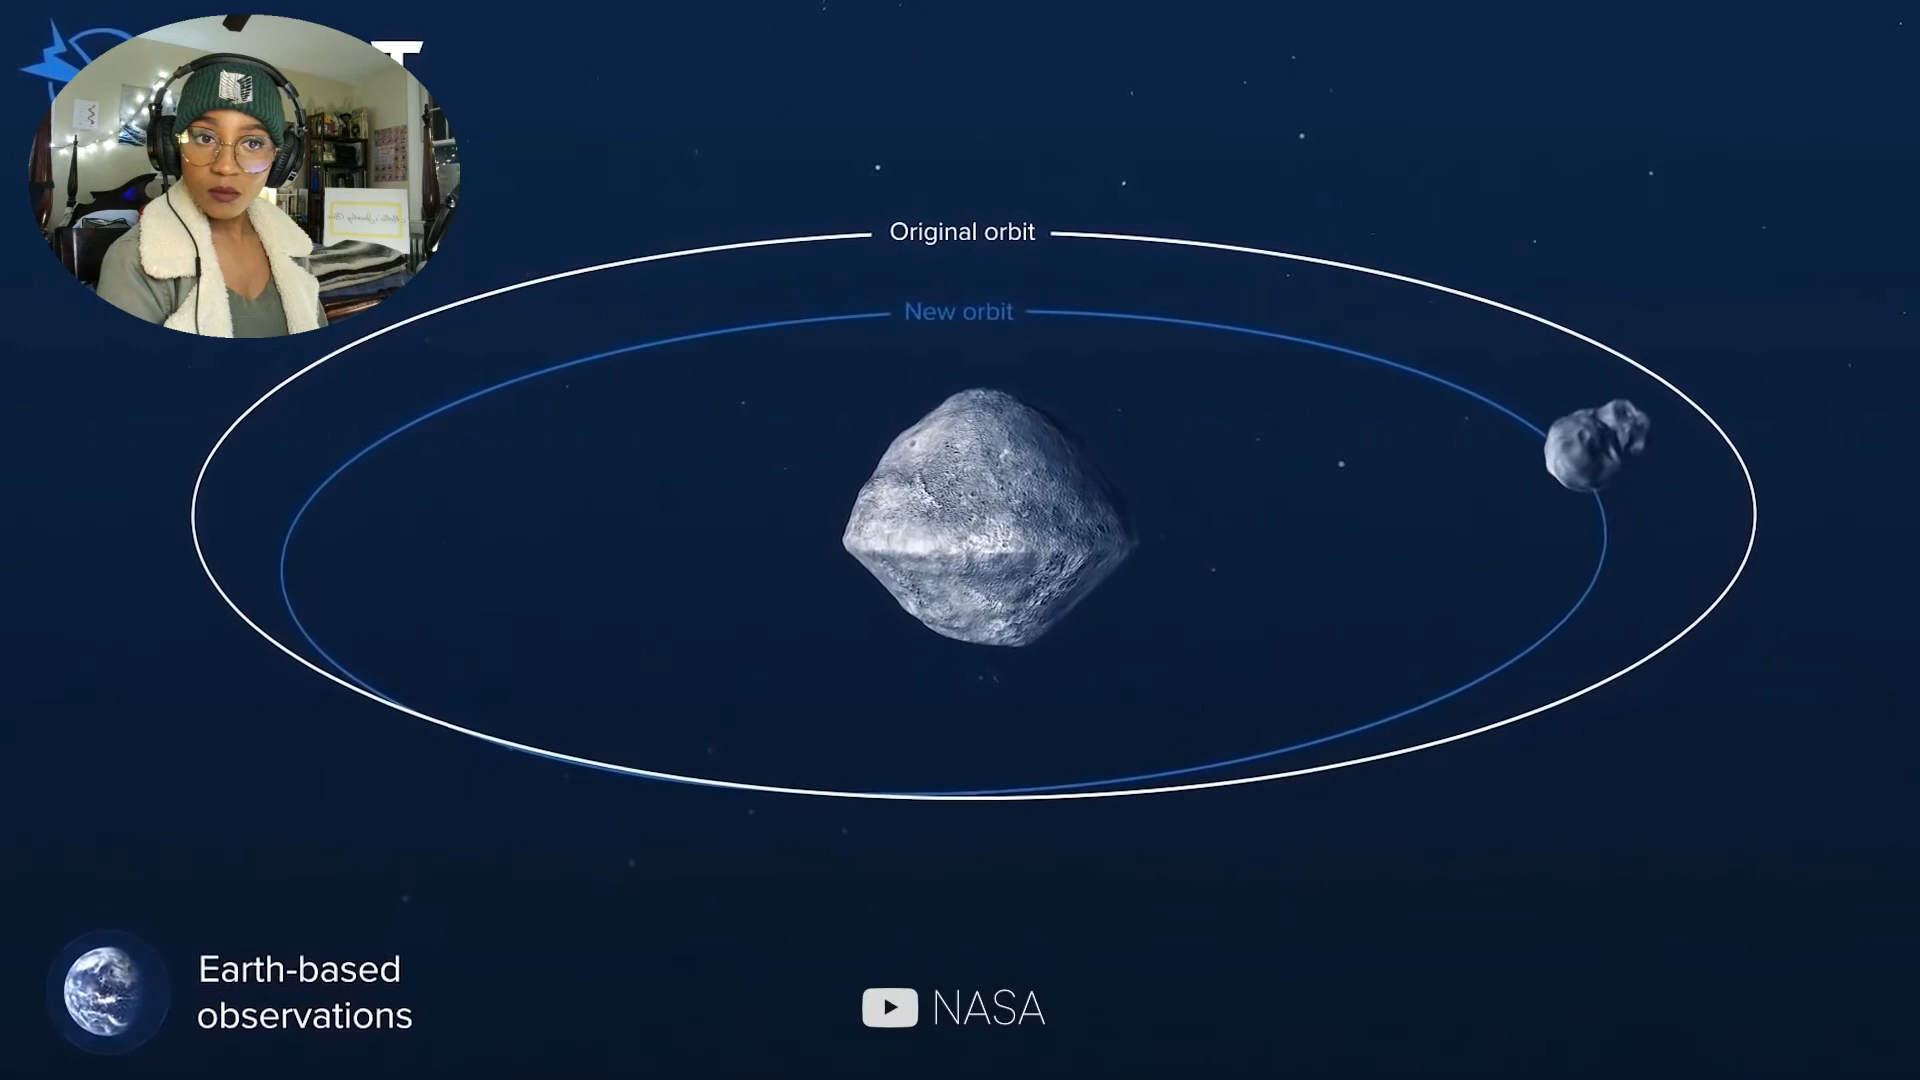 T
Original orbit
New orbit
Earth-based
observations
NASA